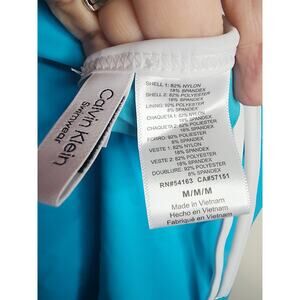 Calvin Klein
Swimwear
SHELL 1: 82% NYLON
18% SPANDEX
SHELL 2: 82% POLYESTER
18% SPANDEX
LINING: 92% POLYESTER
8% SPANDEX
CHAQUETA 1: 82% NYLON
18% SPANDEX
CHAQUETA 2: 82% POLYESTER
18% SPANDEX
FORRO: 92% POLYESTER
8% SPANDEX
VESTE 1: 82% NYLON
18% SPANDEX
VESTE 2: 82% POLYESTER
18% SPANDEX
DOUBLURE: 92% POLYESTER
8% SPANDEX
RN#54163 CA#57151
M/M/M
Made in Vietnam
Hecho en Vietnam
Fabriqué en Vietnam